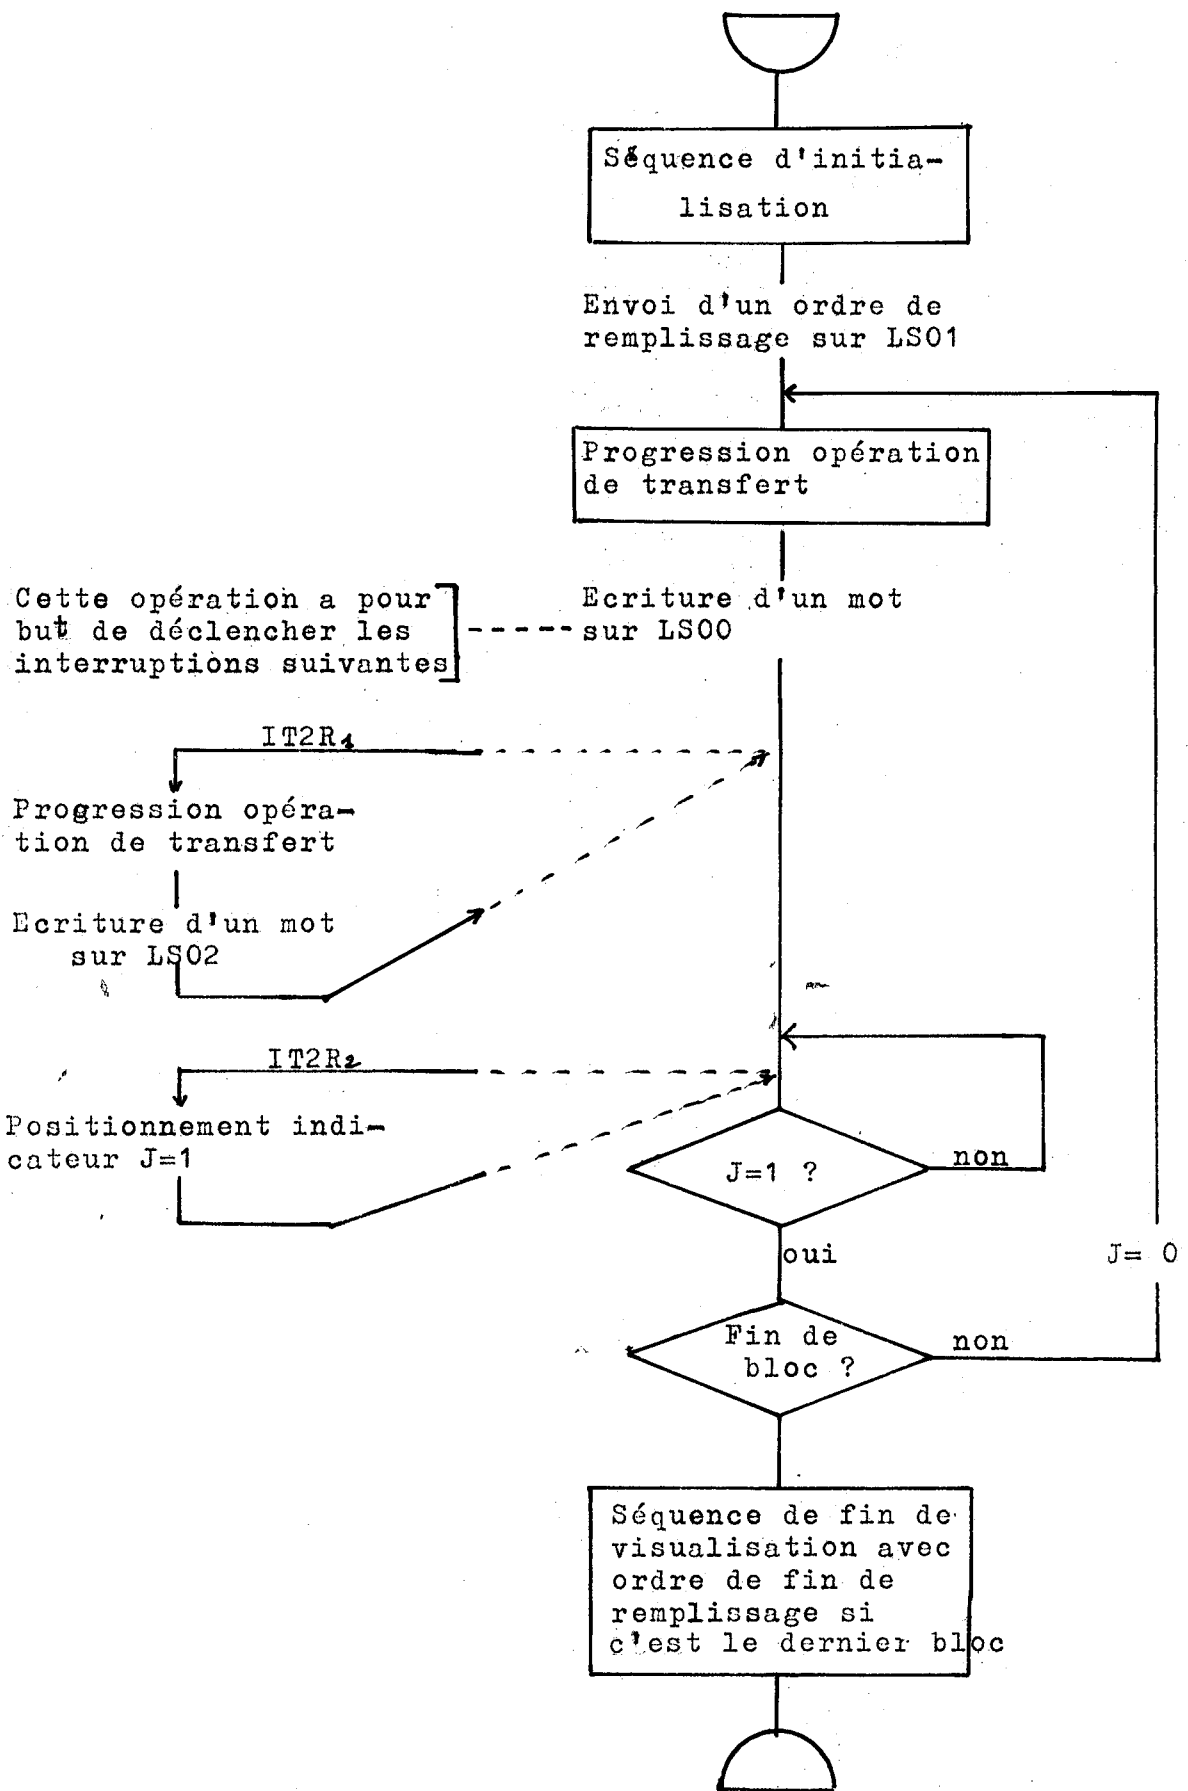 Séquence d'initia-
lisation
Envoi d'un ordre de
remplissage sur LS01
Progression opération
de transfert
Cette opération a pour
but de déclencher les
interruptions suivantes
Ecriture d'un mot
sur LS00
IT2R1
Progression opéra-
tion de transfert
Ecriture d'un mot
sur LS02
IT2R2
Positionnement indi-
cateur J=1
J=1 ?
non
oui
J= 0
Fin de
bloc ?
non
Séquence de fin de
visualisation avec
ordre de fin de
remplissage si
c'est le dernier bloc